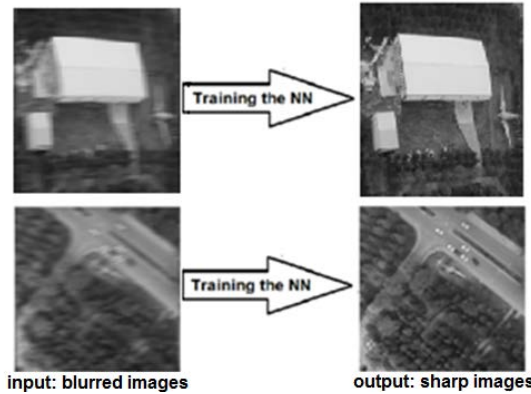 Training the NN
Training the NN
input: blurred images
output: sharp images